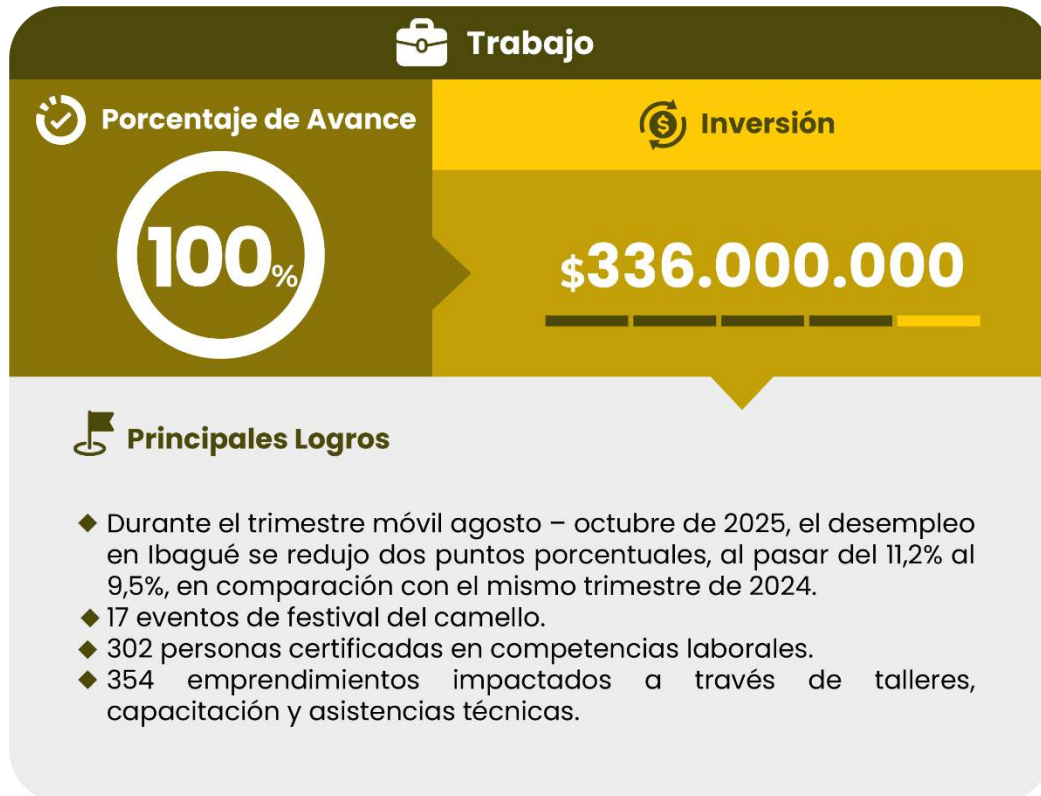 Trabajo
Porcentaje de Avance
Inversión
100%
$336.000.000
Principales Logros
◆ Durante el trimestre móvil agosto – octubre de 2025, el desempleo
en Ibagué se redujo dos puntos porcentuales, al pasar del 11,2% al
9,5%, en comparación con el mismo trimestre de 2024.
◆ 17 eventos de festival del camello.
◆ 302 personas certificadas en competencias laborales.
◆ 354 emprendimientos impactados a través de talleres,
capacitación y asistencias técnicas.